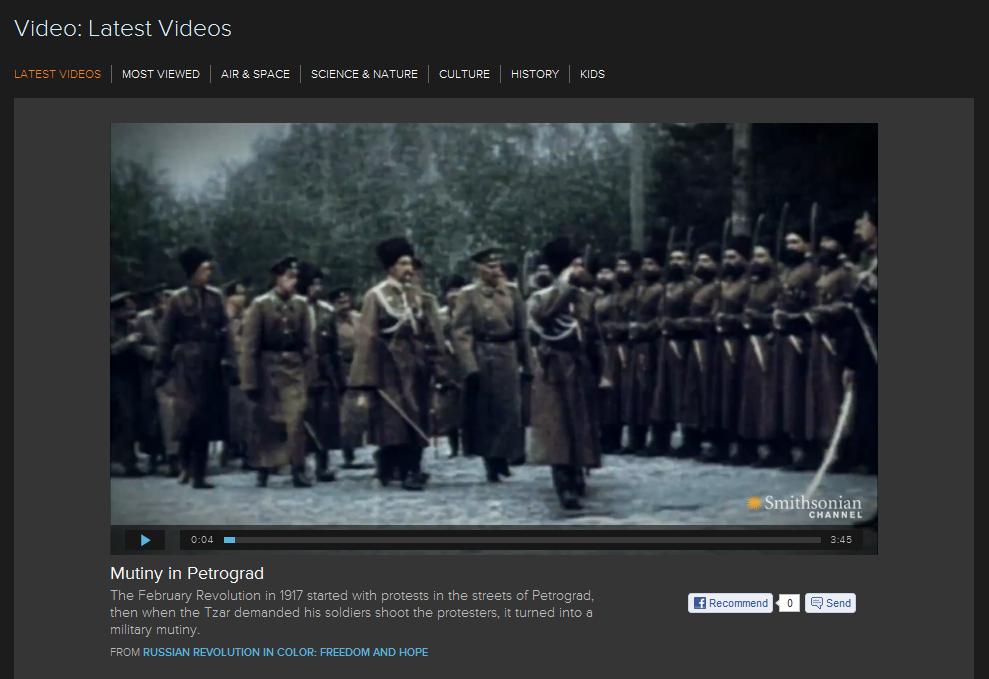 Video: Latest Videos
LATEST VIDEOS MOST VIEWED AIR & SPACE SCIENCE & NATURE CULTURE HISTORY KIDS
Smithsonian
CHANNEL
0:04 3:45
Mutiny in Petrograd
The February Revolution in 1917 started with protests in the streets of Petrograd,
then when the Tzar demanded his soldiers shoot the protesters, it turned into a
military mutiny.
Recommend 0 Send
FROM RUSSIAN REVOLUTION IN COLOR: FREEDOM AND HOPE